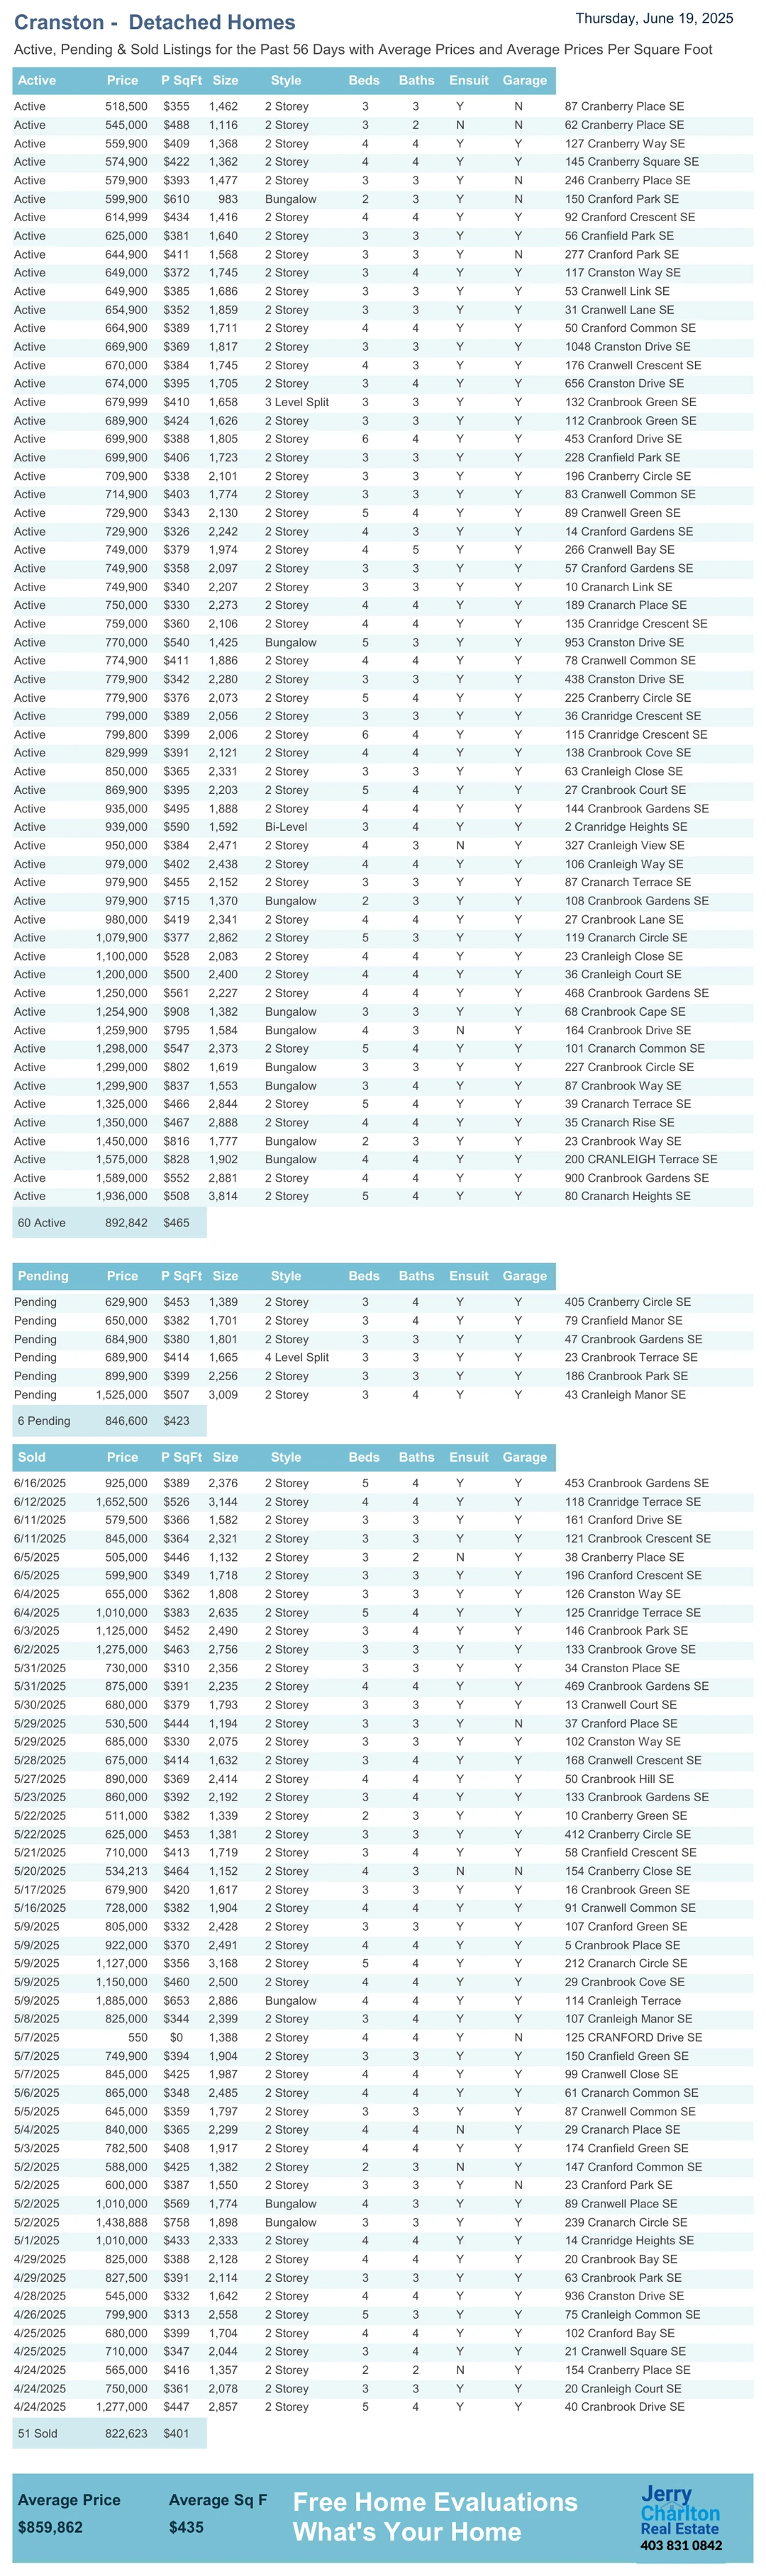 Cranston - Detached Homes Thursday, June 19, 2025
Active, Pending & Sold Listings for the Past 56 Days with Average Prices and Average Prices Per Square Foot
Active Price P SqFt Size Style Beds Baths Ensuit Garage
Active 518,500 $355 1,462 2 Storey 3 3 Y N 87 Cranberry Place SE
Active 545,000 $488 1,116 2 Storey 3 2 N N 62 Cranberry Place SE
Active 559,900 $409 1,368 2 Storey 4 4 Y Y 127 Cranberry Way SE
Active 574,900 $422 1,362 2 Storey 4 4 Y Y 145 Cranberry Square SE
Active 579,900 $393 1,477 2 Storey 3 3 Y N 246 Cranberry Place SE
Active 599,900 $610 983 Bungalow 2 3 Y N 150 Cranford Park SE
Active 614,999 $434 1,416 2 Storey 4 4 Y Y 92 Cranford Crescent SE
Active 625,000 $381 1,640 2 Storey 3 3 Y Y 56 Cranfield Park SE
Active 644,900 $411 1,568 2 Storey 3 3 Y N 277 Cranford Park SE
Active 649,000 $372 1,745 2 Storey 3 4 Y Y 117 Cranston Way SE
Active 649,900 $385 1,686 2 Storey 3 3 Y Y 53 Cranwell Link SE
Active 654,900 $352 1,859 2 Storey 3 3 Y Y 31 Cranwell Lane SE
Active 664,900 $389 1,711 2 Storey 4 4 Y Y 50 Cranford Common SE
Active 669,900 $369 1,817 2 Storey 3 3 Y Y 1048 Cranston Drive SE
Active 670,000 $384 1,745 2 Storey 4 3 Y Y 176 Cranwell Crescent SE
Active 674,000 $395 1,705 2 Storey 3 4 Y Y 656 Cranston Drive SE
Active 679,999 $410 1,658 3 Level Split 3 3 Y Y 132 Cranbrook Green SE
Active 689,900 $424 1,626 2 Storey 3 3 Y Y 112 Cranbrook Green SE
Active 699,900 $388 1,805 2 Storey 6 4 Y Y 453 Cranford Drive SE
Active 699,900 $406 1,723 2 Storey 3 3 Y Y 228 Cranfield Park SE
Active 709,900 $338 2,101 2 Storey 3 3 Y Y 196 Cranberry Circle SE
Active 714,900 $403 1,774 2 Storey 3 3 Y Y 83 Cranwell Common SE
Active 729,900 $343 2,130 2 Storey 5 4 Y Y 89 Cranwell Green SE
Active 729,900 $326 2,242 2 Storey 4 3 Y Y 14 Cranford Gardens SE
Active 749,000 $379 1,974 2 Storey 4 5 Y Y 266 Cranwell Bay SE
Active 749,900 $358 2,097 2 Storey 3 3 Y Y 57 Cranford Gardens SE
Active 749,900 $340 2,207 2 Storey 3 3 Y Y 10 Cranarch Link SE
Active 750,000 $330 2,273 2 Storey 4 4 Y Y 189 Cranarch Place SE
Active 759,000 $360 2,106 2 Storey 4 4 Y Y 135 Cranridge Crescent SE
Active 770,000 $540 1,425 Bungalow 5 3 Y Y 953 Cranston Drive SE
Active 774,900 $411 1,886 2 Storey 4 4 Y Y 78 Cranwell Common SE
Active 779,900 $342 2,280 2 Storey 3 3 Y Y 438 Cranston Drive SE
Active 779,900 $376 2,073 2 Storey 5 4 Y Y 225 Cranberry Circle SE
Active 799,000 $389 2,056 2 Storey 3 3 Y Y 36 Cranridge Crescent SE
Active 799,800 $399 2,006 2 Storey 6 4 Y Y 115 Cranridge Crescent SE
Active 829,999 $391 2,121 2 Storey 4 4 Y Y 138 Cranbrook Cove SE
Active 850,000 $365 2,331 2 Storey 3 3 Y Y 63 Cranleigh Close SE
Active 869,900 $395 2,203 2 Storey 5 4 Y Y 27 Cranbrook Court SE
Active 935,000 $495 1,888 2 Storey 4 4 Y Y 144 Cranbrook Gardens SE
Active 939,000 $590 1,592 Bi-Level 3 4 Y Y 2 Cranridge Heights SE
Active 950,000 $384 2,471 2 Storey 4 3 N Y 327 Cranleigh View SE
Active 979,000 $402 2,438 2 Storey 4 4 Y Y 106 Cranleigh Way SE
Active 979,900 $455 2,152 2 Storey 3 3 Y Y 87 Cranarch Terrace SE
Active 979,900 $715 1,370 Bungalow 2 3 Y Y 108 Cranbrook Gardens SE
Active 980,000 $419 2,341 2 Storey 4 4 Y Y 27 Cranbrook Lane SE
Active 1,079,900 $377 2,862 2 Storey 5 3 Y Y 119 Cranarch Circle SE
Active 1,100,000 $528 2,083 2 Storey 4 4 Y Y 23 Cranleigh Close SE
Active 1,200,000 $500 2,400 2 Storey 4 4 Y Y 36 Cranleigh Court SE
Active 1,250,000 $561 2,227 2 Storey 4 4 Y Y 468 Cranbrook Gardens SE
Active 1,254,900 $908 1,382 Bungalow 3 3 Y Y 68 Cranbrook Cape SE
Active 1,259,900 $795 1,584 Bungalow 4 3 N Y 164 Cranbrook Drive SE
Active 1,298,000 $547 2,373 2 Storey 5 4 Y Y 101 Cranarch Common SE
Active 1,299,000 $802 1,619 Bungalow 3 3 Y Y 227 Cranbrook Circle SE
Active 1,299,900 $837 1,553 Bungalow 3 4 Y Y 87 Cranbrook Way SE
Active 1,325,000 $466 2,844 2 Storey 5 4 Y Y 39 Cranarch Terrace SE
Active 1,350,000 $467 2,888 2 Storey 4 4 Y Y 35 Cranarch Rise SE
Active 1,450,000 $816 1,777 Bungalow 2 3 Y Y 23 Cranbrook Way SE
Active 1,575,000 $828 1,902 Bungalow 4 4 Y Y 200 CRANLEIGH Terrace SE
Active 1,589,000 $552 2,881 2 Storey 4 4 Y Y 900 Cranbrook Gardens SE
Active 1,936,000 $508 3,814 2 Storey 5 4 Y Y 80 Cranarch Heights SE
60 Active 892,842 $465
Pending Price P SqFt Size Style Beds Baths Ensuit Garage
Pending 629,900 $453 1,389 2 Storey 3 4 Y Y 405 Cranberry Circle SE
Pending 650,000 $382 1,701 2 Storey 3 4 Y Y 79 Cranfield Manor SE
Pending 684,900 $380 1,801 2 Storey 3 3 Y Y 47 Cranbrook Gardens SE
Pending 689,900 $414 1,665 4 Level Split 3 3 Y Y 23 Cranbrook Terrace SE
Pending 899,900 $399 2,256 2 Storey 3 3 Y Y 186 Cranbrook Park SE
Pending 1,525,000 $507 3,009 2 Storey 3 4 Y Y 43 Cranleigh Manor SE
6 Pending 846,600 $423
Sold Price P SqFt Size Style Beds Baths Ensuit Garage
6/16/2025 925,000 $389 2,376 2 Storey 5 4 Y Y 453 Cranbrook Gardens SE
6/12/2025 1,652,500 $526 3,144 2 Storey 4 4 Y Y 118 Cranridge Terrace SE
6/11/2025 579,500 $366 1,582 2 Storey 3 3 Y Y 161 Cranford Drive SE
6/11/2025 845,000 $364 2,321 2 Storey 3 3 Y Y 121 Cranbrook Crescent SE
6/5/2025 505,000 $446 1,132 2 Storey 3 2 N Y 38 Cranberry Place SE
6/5/2025 599,900 $349 1,718 2 Storey 3 3 Y Y 196 Cranford Crescent SE
6/4/2025 655,000 $362 1,808 2 Storey 3 3 Y Y 126 Cranston Way SE
6/4/2025 1,010,000 $383 2,635 2 Storey 5 4 Y Y 125 Cranridge Terrace SE
6/3/2025 1,125,000 $452 2,490 2 Storey 4 3 Y Y 146 Cranbrook Park SE
6/2/2025 1,275,000 $463 2,756 2 Storey 3 3 Y Y 133 Cranbrook Grove SE
5/31/2025 730,000 $310 2,356 2 Storey 3 3 Y Y 34 Cranston Place SE
5/31/2025 875,000 $391 2,235 2 Storey 4 4 Y Y 469 Cranbrook Gardens SE
5/30/2025 680,000 $379 1,793 2 Storey 3 3 Y Y 13 Cranwell Court SE
5/29/2025 530,500 $444 1,194 2 Storey 3 3 Y N 37 Cranford Place SE
5/29/2025 685,000 $330 2,075 2 Storey 3 3 Y Y 102 Cranston Way SE
5/28/2025 675,000 $414 1,632 2 Storey 3 4 Y Y 168 Cranwell Crescent SE
5/27/2025 890,000 $369 2,414 2 Storey 4 4 Y Y 50 Cranbrook Hill SE
5/23/2025 860,000 $392 2,192 2 Storey 3 4 Y Y 133 Cranbrook Gardens SE
5/22/2025 511,000 $382 1,339 2 Storey 2 3 Y Y 10 Cranberry Green SE
5/22/2025 625,000 $453 1,381 2 Storey 3 3 Y Y 412 Cranberry Circle SE
5/21/2025 710,000 $413 1,719 2 Storey 3 4 Y Y 58 Cranfield Crescent SE
5/20/2025 534,213 $464 1,152 2 Storey 4 3 N N 154 Cranberry Close SE
5/17/2025 679,900 $420 1,617 2 Storey 3 3 Y Y 16 Cranbrook Green SE
5/16/2025 728,000 $382 1,904 2 Storey 4 4 Y Y 91 Cranwell Common SE
5/9/2025 805,000 $332 2,428 2 Storey 3 3 Y Y 107 Cranford Green SE
5/9/2025 922,000 $370 2,491 2 Storey 4 4 Y Y 5 Cranbrook Place SE
5/9/2025 1,127,000 $356 3,168 2 Storey 5 4 Y Y 212 Cranarch Circle SE
5/9/2025 1,150,000 $460 2,500 2 Storey 4 4 Y Y 29 Cranbrook Cove SE
5/9/2025 1,885,000 $653 2,886 Bungalow 4 4 Y Y 114 Cranleigh Terrace
5/8/2025 825,000 $344 2,399 2 Storey 3 4 Y Y 107 Cranleigh Manor SE
5/7/2025 550 $0 1,388 2 Storey 4 4 Y N 125 CRANFORD Drive SE
5/7/2025 749,900 $394 1,904 2 Storey 3 3 Y Y 150 Cranfield Green SE
5/7/2025 845,000 $425 1,987 2 Storey 4 4 Y Y 99 Cranwell Close SE
5/6/2025 865,000 $348 2,485 2 Storey 4 4 Y Y 61 Cranarch Common SE
5/5/2025 645,000 $359 1,797 2 Storey 3 3 Y Y 87 Cranwell Common SE
5/4/2025 840,000 $365 2,299 2 Storey 4 4 N Y 29 Cranarch Place SE
5/3/2025 782,500 $408 1,917 2 Storey 4 4 Y Y 174 Cranfield Green SE
5/2/2025 588,000 $425 1,382 2 Storey 2 3 N Y 147 Cranford Common SE
5/2/2025 600,000 $387 1,550 2 Storey 3 3 Y N 23 Cranford Park SE
5/2/2025 1,010,000 $569 1,774 Bungalow 4 3 Y Y 89 Cranwell Place SE
5/2/2025 1,438,888 $758 1,898 Bungalow 3 3 Y Y 239 Cranarch Circle SE
5/1/2025 1,010,000 $433 2,333 2 Storey 4 4 Y Y 14 Cranridge Heights SE
4/29/2025 825,000 $388 2,128 2 Storey 4 4 Y Y 20 Cranbrook Bay SE
4/29/2025 827,500 $391 2,114 2 Storey 3 3 Y Y 63 Cranbrook Park SE
4/28/2025 545,000 $332 1,642 2 Storey 4 4 Y Y 936 Cranston Drive SE
4/26/2025 799,900 $313 2,558 2 Storey 5 3 Y Y 75 Cranleigh Common SE
4/25/2025 680,000 $399 1,704 2 Storey 4 4 Y Y 102 Cranford Bay SE
4/25/2025 710,000 $347 2,044 2 Storey 3 4 Y Y 21 Cranwell Square SE
4/24/2025 565,000 $416 1,357 2 Storey 2 2 N Y 154 Cranberry Place SE
4/24/2025 750,000 $361 2,078 2 Storey 3 3 Y Y 20 Cranleigh Court SE
4/24/2025 1,277,000 $447 2,857 2 Storey 5 4 Y Y 40 Cranbrook Drive SE
51 Sold 822,623 $401
Average Price Average Sq F
$859,862 $435
Free Home Evaluations
What's Your Home
Jerry
Charlton
Real Estate
403 831 0842